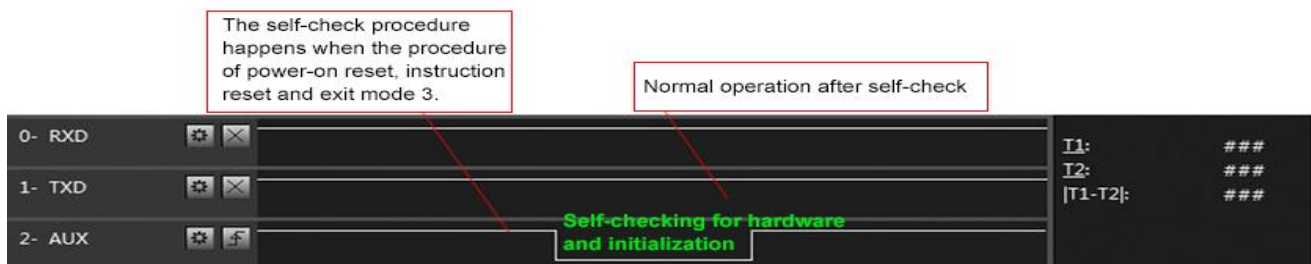 The self-check procedure
happens when the procedure
of power-on reset, instruction
reset and exit mode 3.
Normal operation after self-check
0- RXD
T1: ###
1- TXD
T2: ###
|T1-T2|: ###
Self-checking for hardware
and initialization
2- AUX